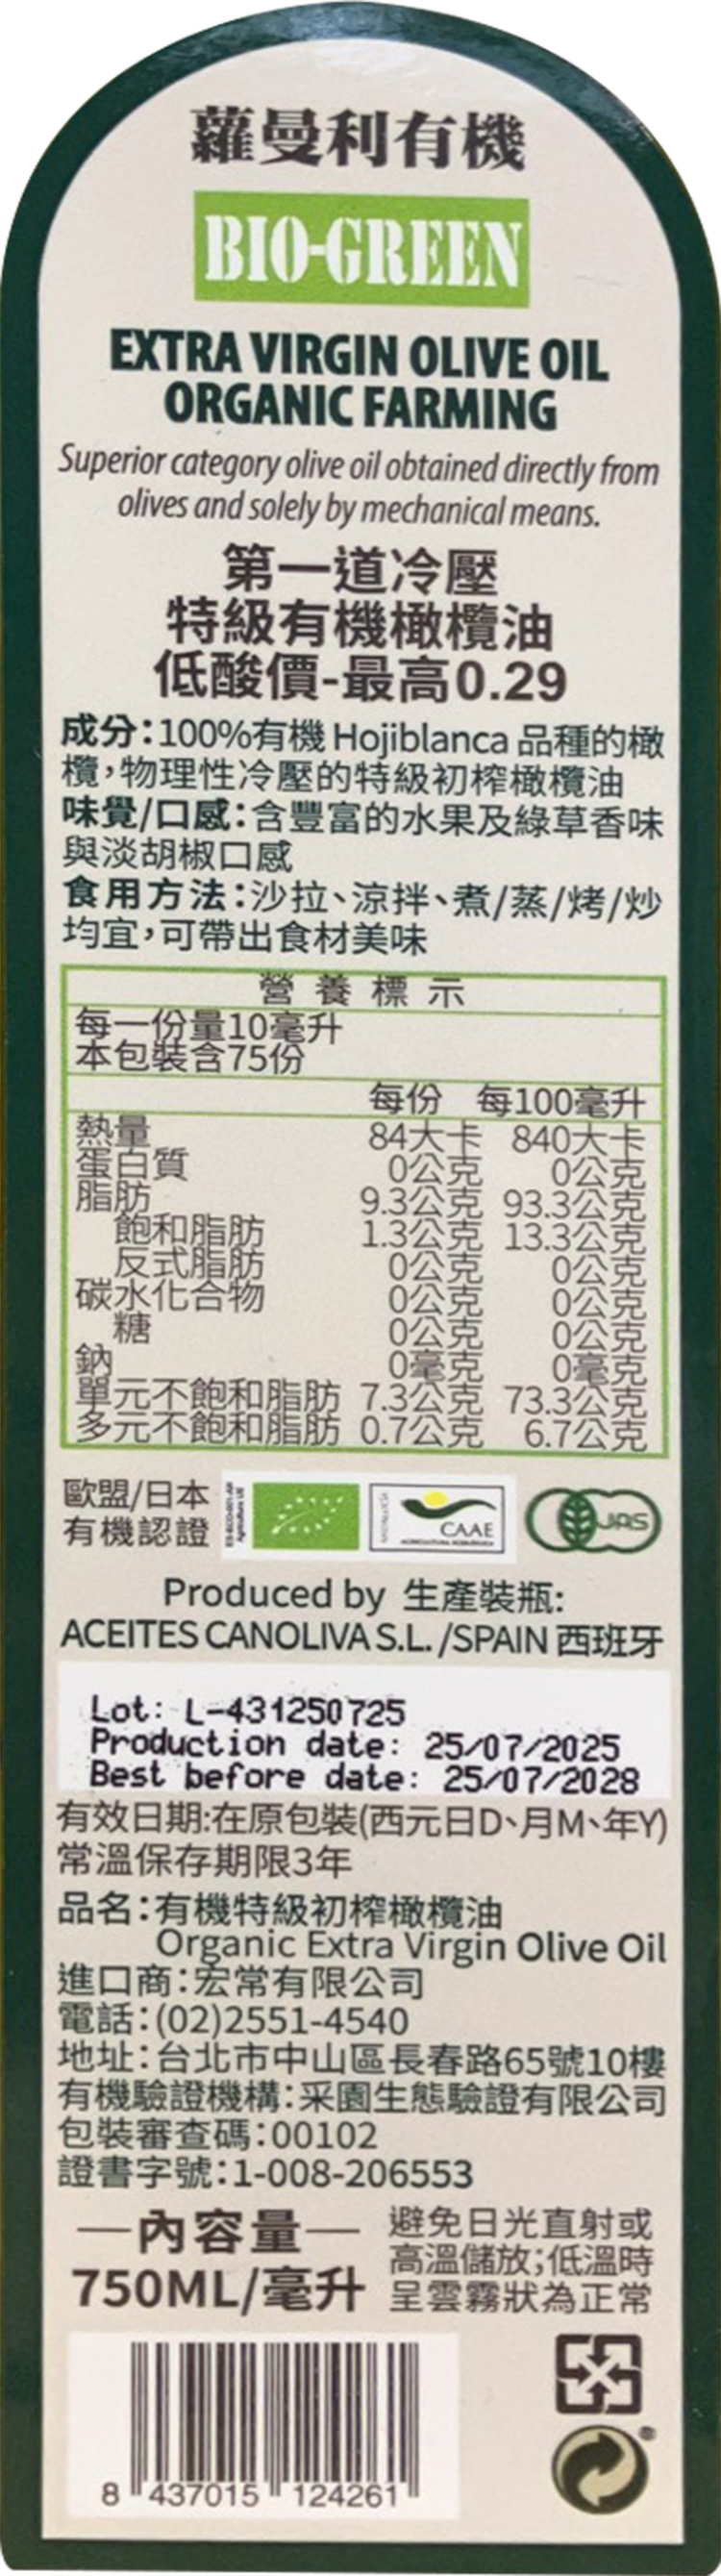 蘿曼利有機
BIO-GREEN
EXTRA VIRGIN OLIVE OIL
ORGANIC FARMING
Superior category olive oil obtained directly from
olives and solely by mechanical means.
第一道冷壓
特級有機橄欖油
低酸價-最高0.29
成分：100%有機 Hojiblanca 品種的橄
欖，物理性冷壓的特級初榨橄欖油
味覺/口感：含豐富的水果及綠草香味
與淡胡椒口感
食用方法：沙拉、涼拌、煮/蒸/烤/炒
均宜，可帶出食材美味
營養標示
每一份量10毫升
本包裝含75份
每份 每100毫升
熱量 84大卡 840大卡
蛋白質 0公克 0公克
脂肪 9.3公克 93.3公克
飽和脂肪 1.3公克 13.3公克
反式脂肪 0公克 0公克
碳水化合物 0公克 0公克
糖 0公克 0公克
鈉 0毫克 0毫克
單元不飽和脂肪 7.3公克 73.3公克
多元不飽和脂肪 0.7公克 6.7公克
歐盟/日本
有機認證
CAAE
JAS
Produced by 生產裝瓶:
ACEITES CANOLIVA S.L. /SPAIN 西班牙
Lot: L-431250725
Production date: 25/07/2025
Best before date: 25/07/2028
有效日期:在原包裝(西元日D、月M、年Y)
常溫保存期限3年
品名：有機特級初榨橄欖油
Organic Extra Virgin Olive Oil
進口商：宏常有限公司
電話：(02)2551-4540
地址：台北市中山區長春路65號10樓
有機驗證機構：采園生態驗證有限公司
包裝審查碼：00102
證書字號：1-008-206553
—內容量—
750ML/毫升
避免日光直射或
高溫儲放;低溫時
呈雲霧狀為正常
8 437015 124261